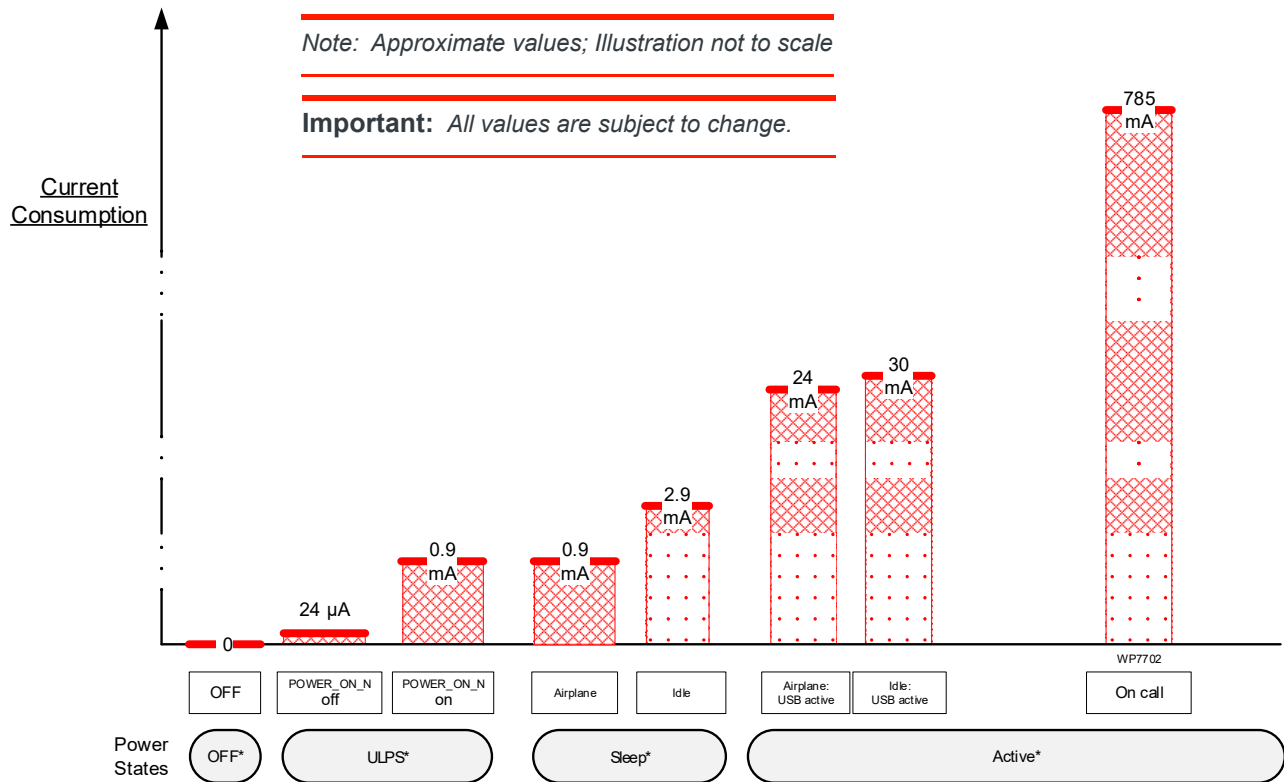 Note: Approximate values; Illustration not to scale
Important: All values are subject to change.
Current
Consumption
785
mA
24
mA
30
mA
2.9
mA
0.9
mA
0.9
mA
24 µA
0
WP7702
OFF
POWER_ON_N
off
POWER_ON_N
on
Airplane
Idle
Airplane:
USB active
Idle:
USB active
On call
Power
States
OFF*
ULPS*
Sleep*
Active*